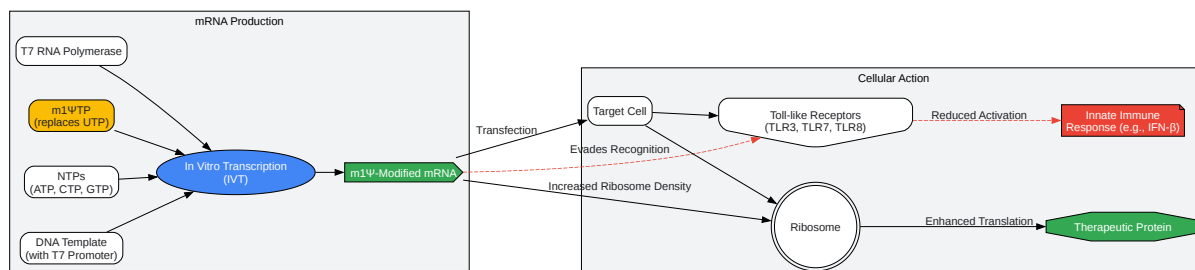 mRNA Production
T7 RNA Polymerase
m1ΨTP
(replaces UTP)
NTPs
(ATP, CTP, GTP)
DNA Template
(with T7 Promoter)
In Vitro Transcription
(IVT)
m1Ψ-Modified mRNA
Transfection
Evades Recognition
Increased Ribosome Density
Cellular Action
Target Cell
Toll-like Receptors
(TLR3, TLR7, TLR8)
Reduced Activation
Innate Immune
Response (e.g., IFN-β)
Ribosome
Enhanced Translation
Therapeutic Protein